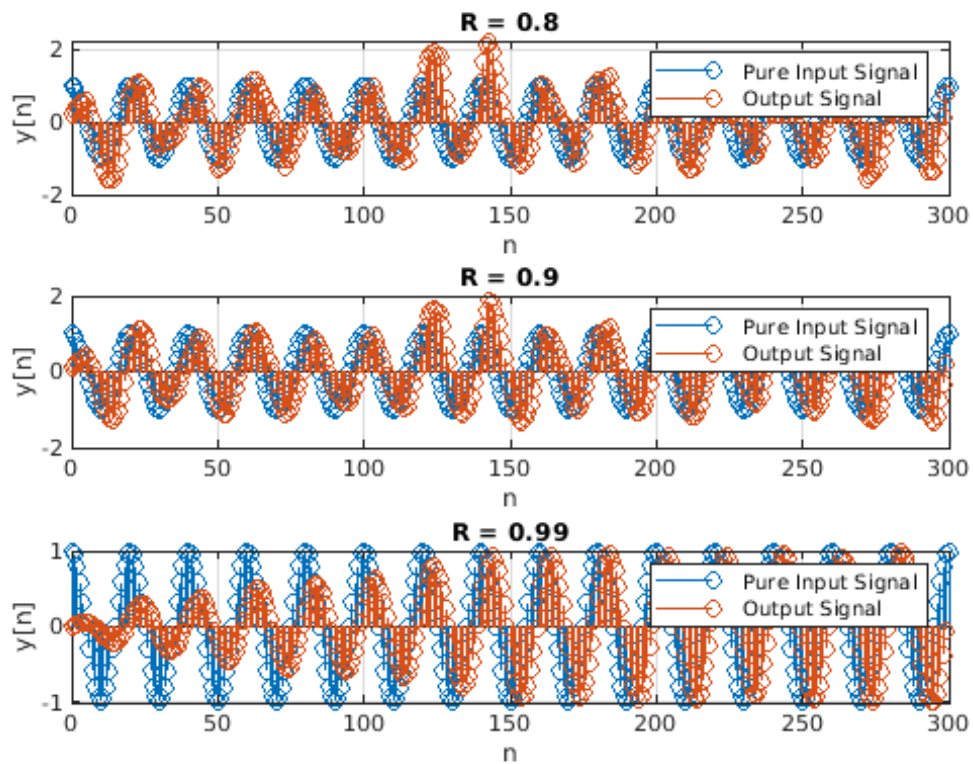 R = 0.8
y[n]
2
0
-2
Pure Input Signal
Output Signal
0 50 100 150 200 250 300
n
R = 0.9
y[n]
2
0
-2
Pure Input Signal
Output Signal
0 50 100 150 200 250 300
n
R = 0.99
y[n]
1
0
-1
Pure Input Signal
Output Signal
0 50 100 150 200 250 300
n